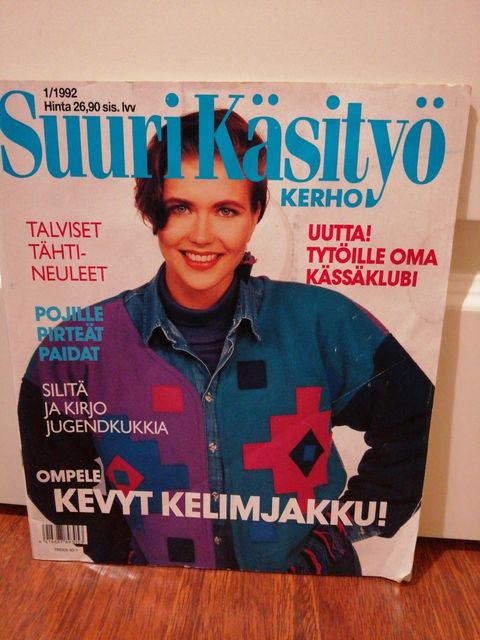 1/1992
Hinta 26,90 sis. lvv
Suuri Käsityö
KERHO
TALVISET
TÄHTI-
NEULEET
UUTTA!
TYTÖILLE OMA
KÄSSÄKLUBI
POJILLE
PIRTEÄT
PAIDAT
SILITÄ
JA KIRJO
JUGENDKUKKIA
OMPELE
KEVYT KELIMJAKKU!